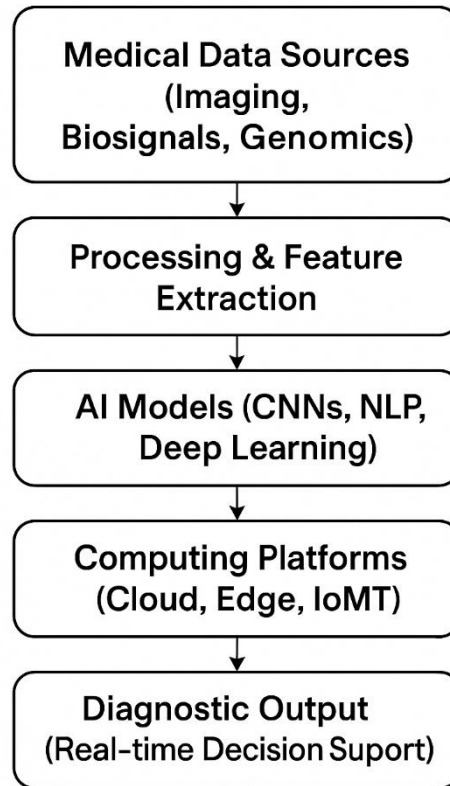 Medical Data Sources
(Imaging,
Biosignals, Genomics)
Processing & Feature
Extraction
AI Models (CNNs, NLP,
Deep Learning)
Computing Platforms
(Cloud, Edge, IoMT)
Diagnostic Output
(Real-time Decision Suport)